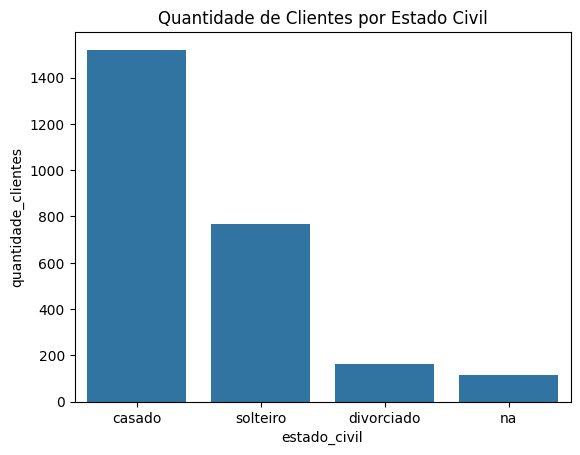 Quantidade de Clientes por Estado Civil
quantidade_clientes
1400
1200
1000
800
600
400
200
0
casado solteiro divorciado na
estado_civil